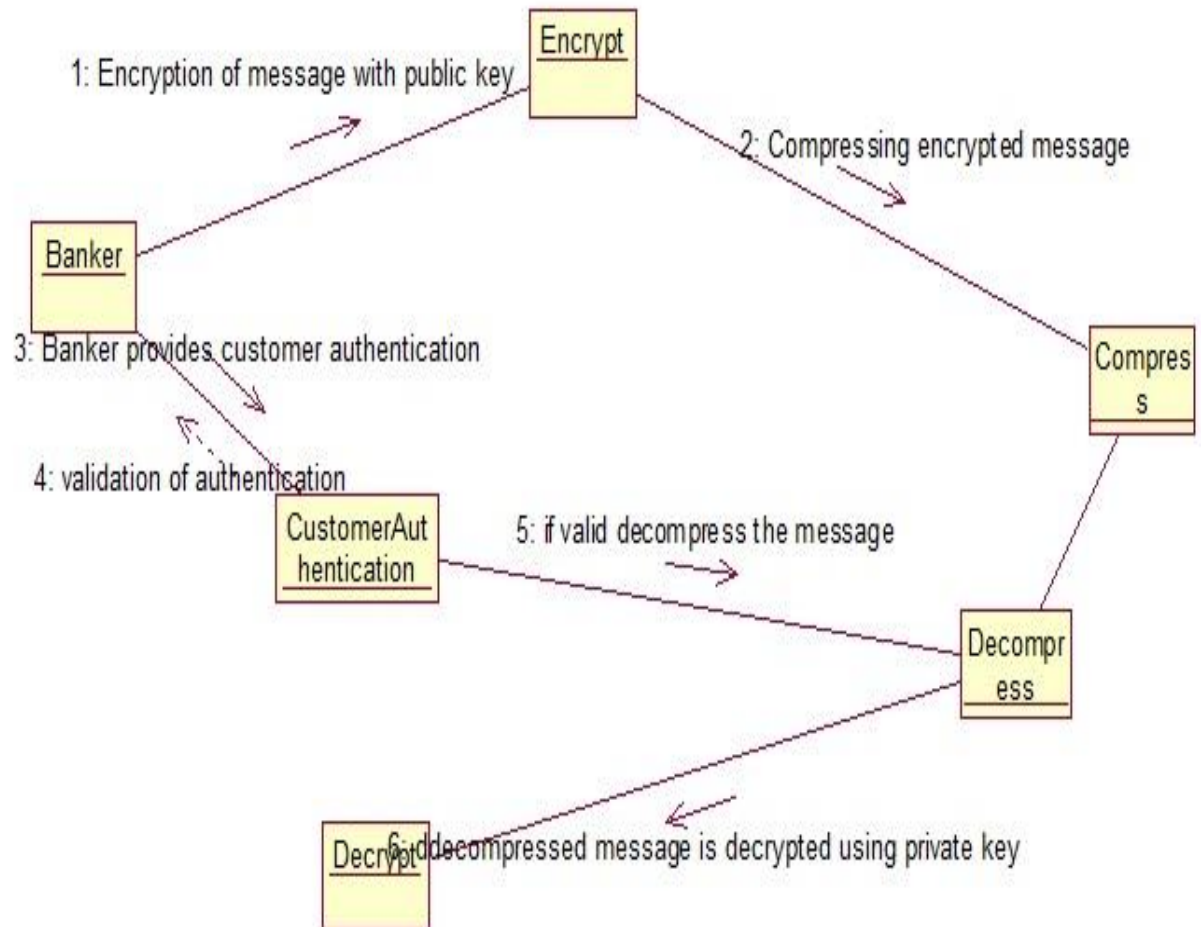 Encrypt
1: Encryption of message with public key
2: Compressing encrypted message
Banker
3: Banker provides customer authentication
Compres
s
4: validation of authentication
CustomerAut
hentication
5: if valid decompress the message
Decompr
ess
Decrypt
6: ddecompressed message is decrypted using private key